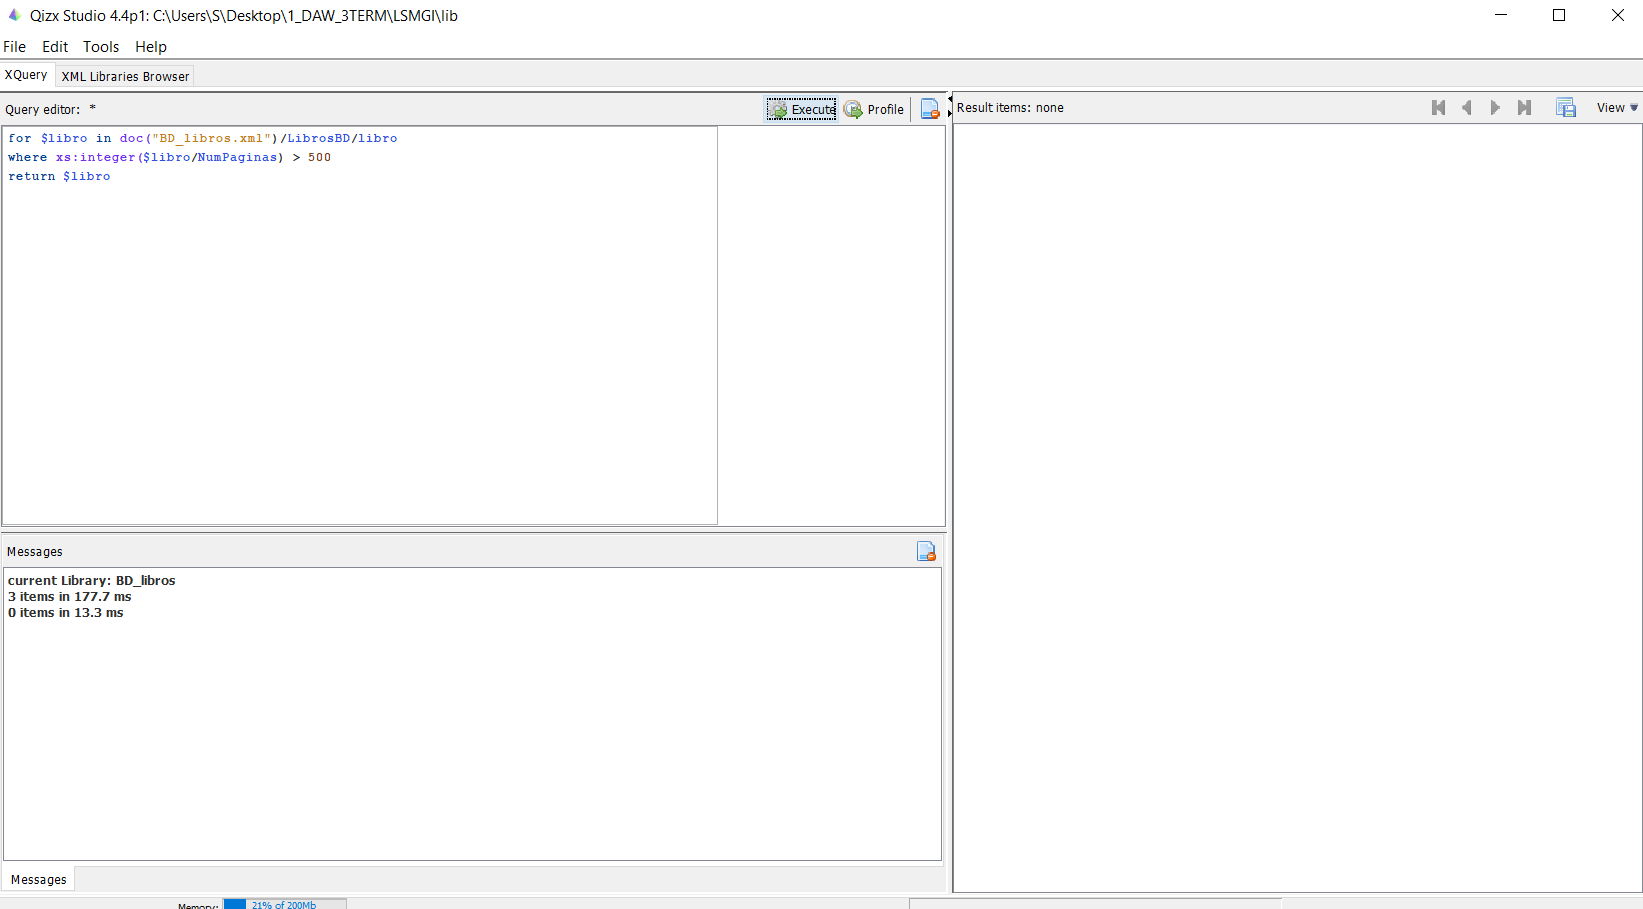 Qizx Studio 4.4p1: C:\Users\S\Desktop\1_DAW_3TERM\LSMGI\lib
File Edit Tools Help
XQuery XML Libraries Browser
Query editor: * Execute Profile
for $libro in doc("BD_libros.xml")/LibrosBD/libro
where xs:integer($libro/NumPaginas) > 500
return $libro
Result items: none View
Messages
current Library: BD_libros
3 items in 177.7 ms
0 items in 13.3 ms
Messages
Memory: 21% of 200Mb